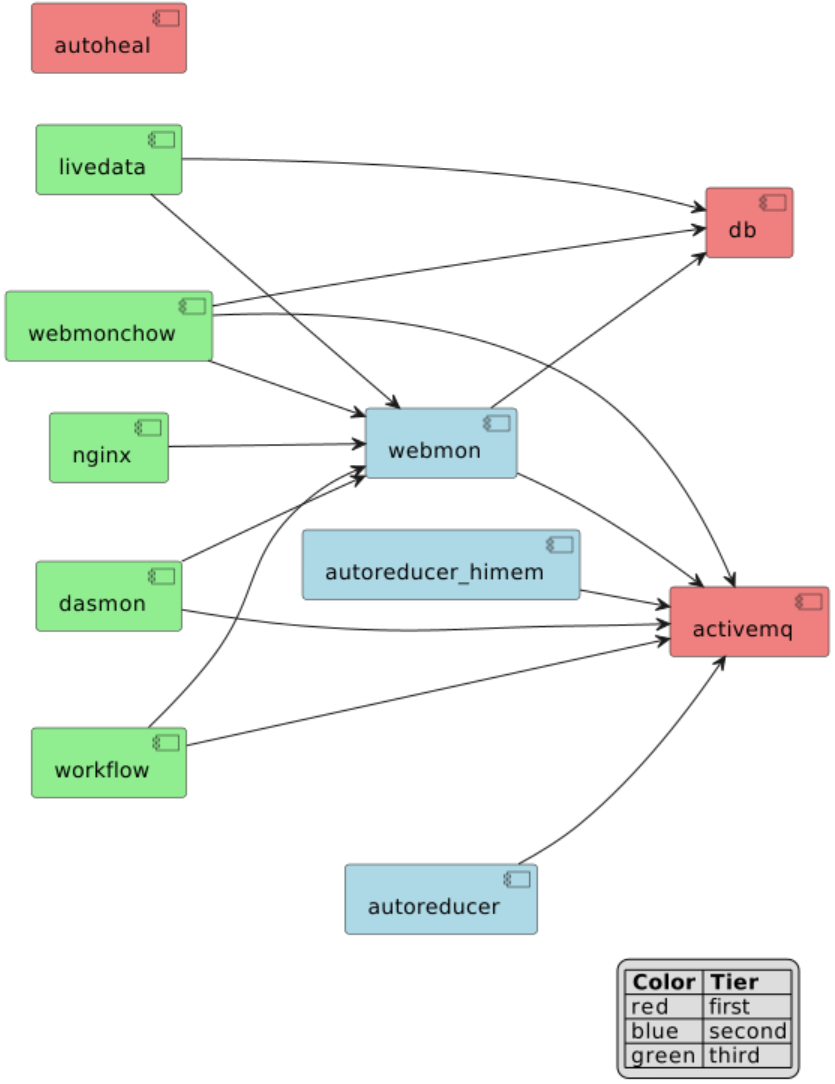 autoheal
livedata
db
webmonchow
webmon
nginx
autoreducer_himem
dasmon
activemq
workflow
autoreducer
Color Tier
red first
blue second
green third